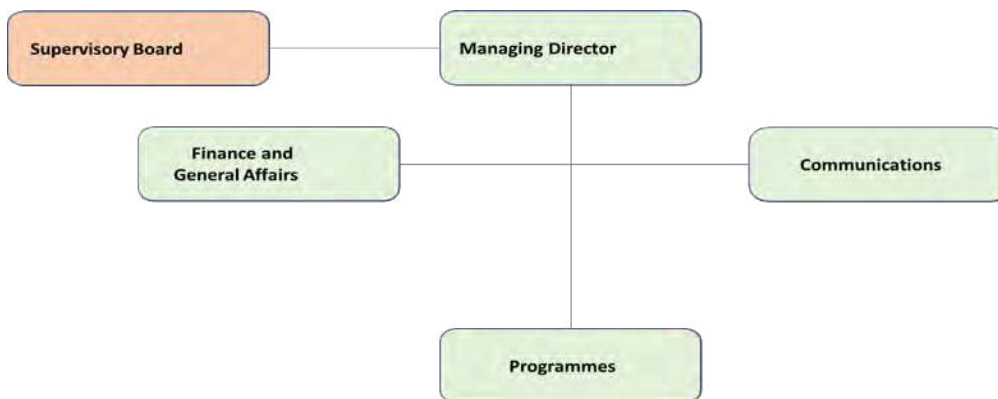 Supervisory Board
Managing Director
Finance and
General Affairs
Communications
Programmes